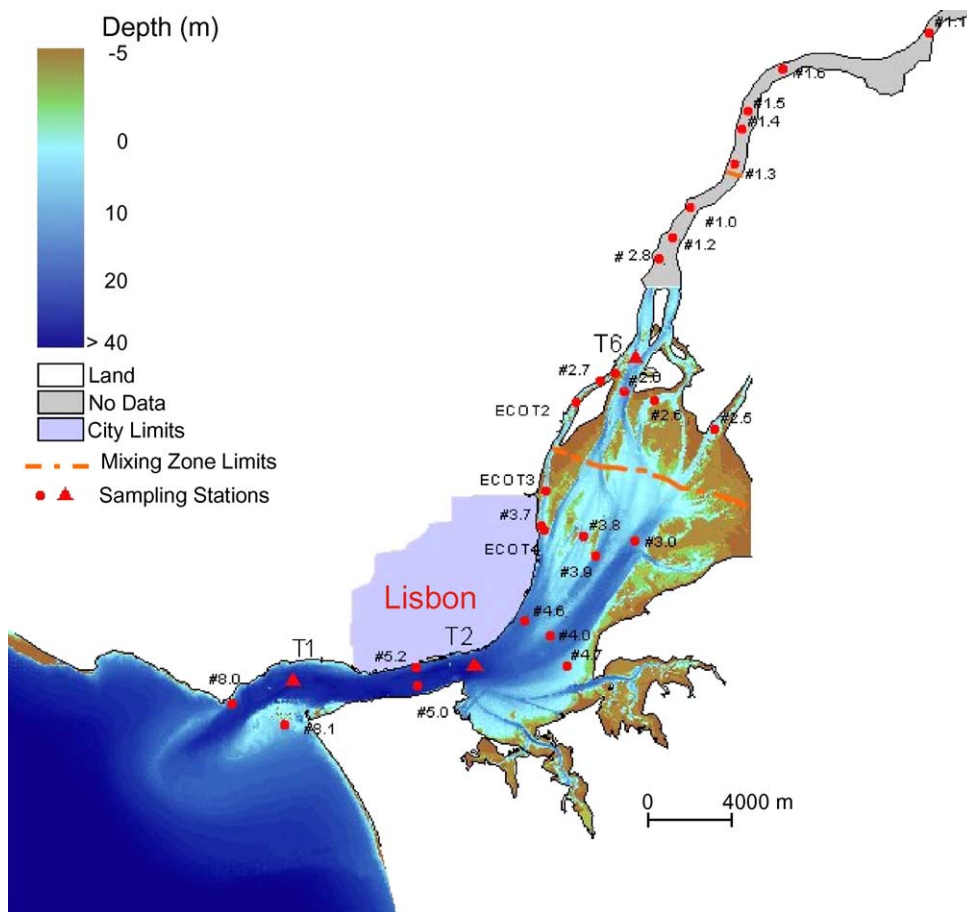 Depth (m)
-5
0
10
20
> 40
Land
No Data
City Limits
Mixing Zone Limits
Sampling Stations
#1.1
#1.6
#1.5
#1.4
#1.3
#1.0
#1.2
# 2.8
T6
#2.7
#2.0
ECOT2
#2.6
#2.5
ECOT3
#3.7
#3.8
ECOT4
#3.0
#3.9
Lisbon
#4.6
T2
#4.0
T1
#5.2
#4.7
#8.0
#5.0
#8.1
0
4000 m